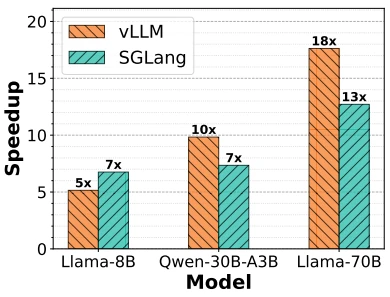 vLLM
SGLang
Speedup
20
15
10
5
0
5x
7x
10x
7x
18x
13x
Llama-8B
Qwen-30B-A3B
Llama-70B
Model